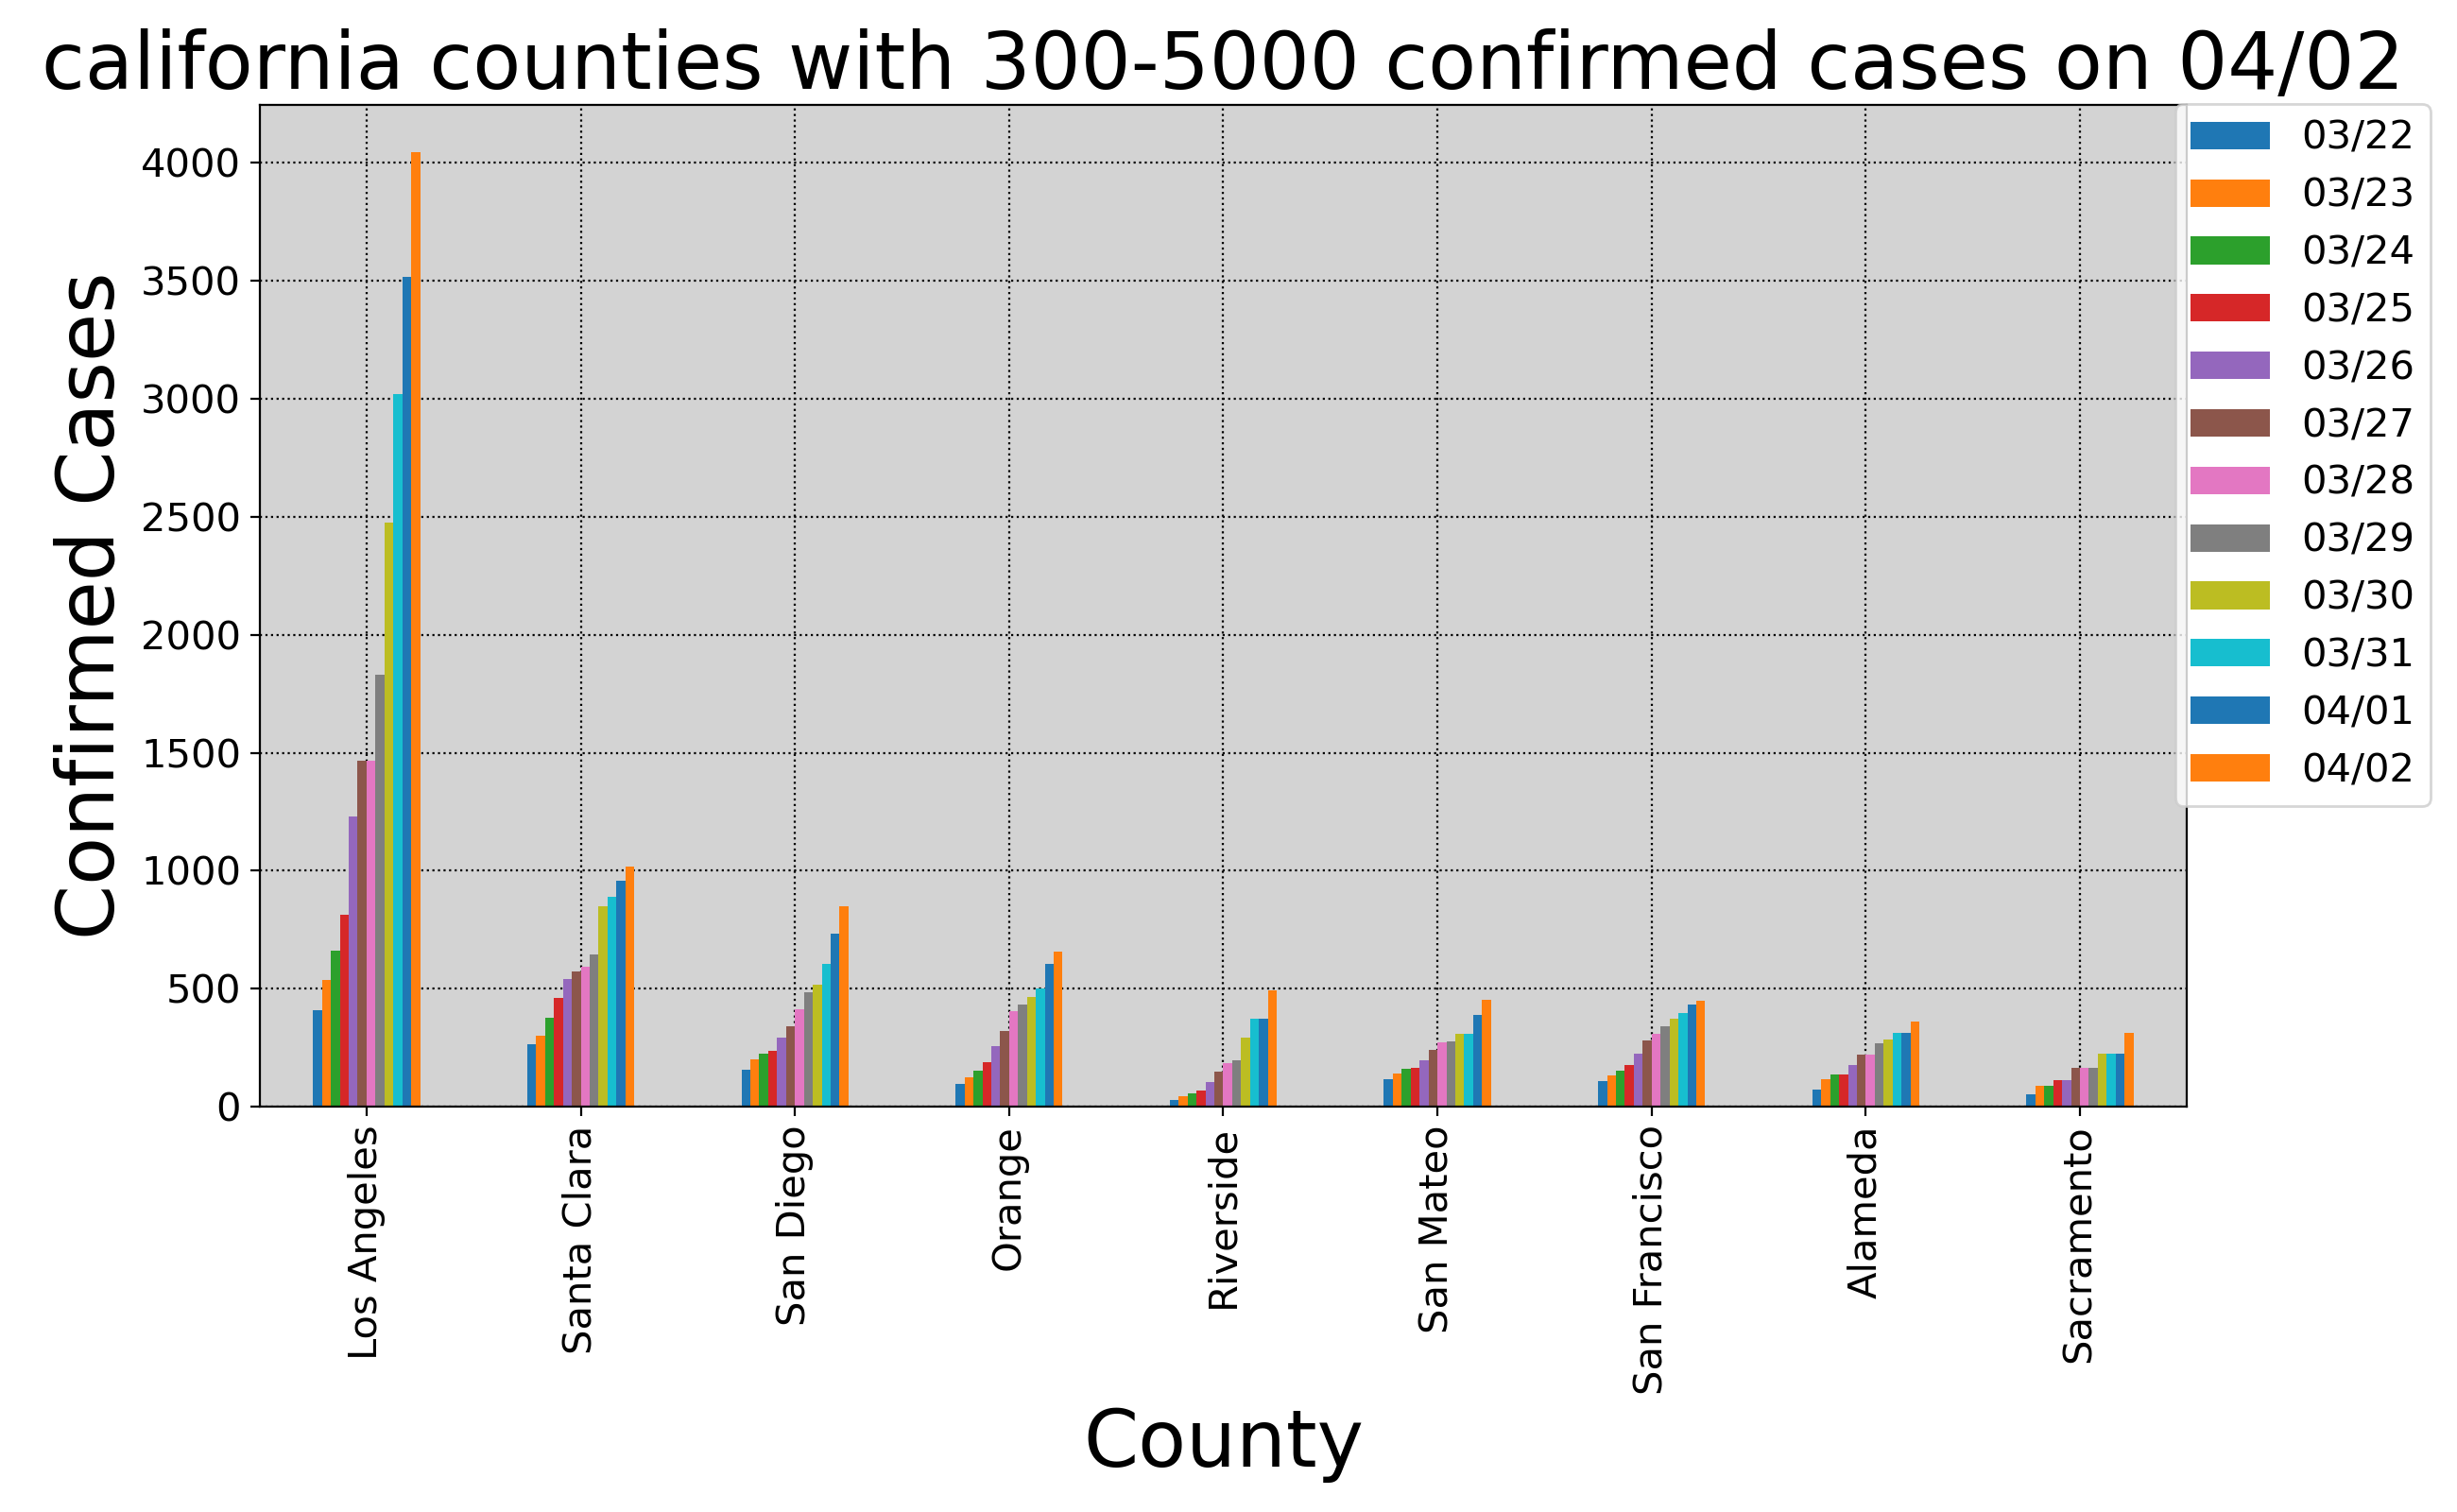 california counties with 300-5000 confirmed cases on 04/02
Confirmed Cases
4000
3500
3000
2500
2000
1500
1000
500
0
03/22
03/23
03/24
03/25
03/26
03/27
03/28
03/29
03/30
03/31
04/01
04/02
Los Angeles
Santa Clara
San Diego
Orange
Riverside
San Mateo
San Francisco
Alameda
Sacramento
County